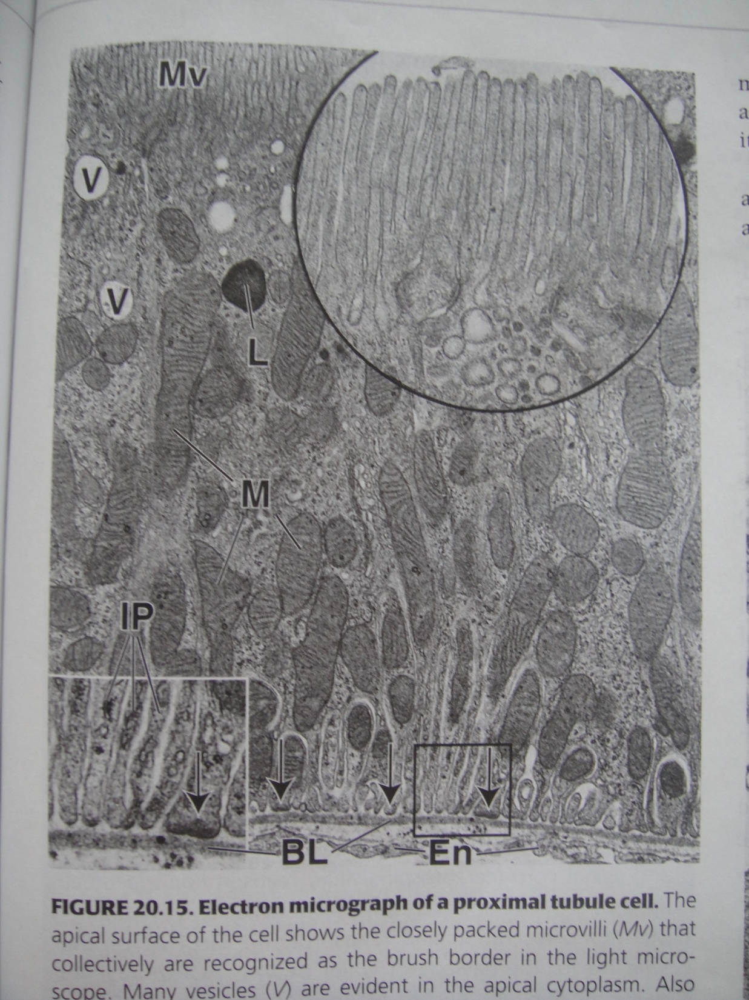 Mv
V
V
L
M
IP
BL
En
FIGURE 20.15. Electron micrograph of a proximal tubule cell. The
apical surface of the cell shows the closely packed microvilli (Mv) that
collectively are recognized as the brush border in the light micro-
scope. Many vesicles (V) are evident in the apical cytoplasm. Also